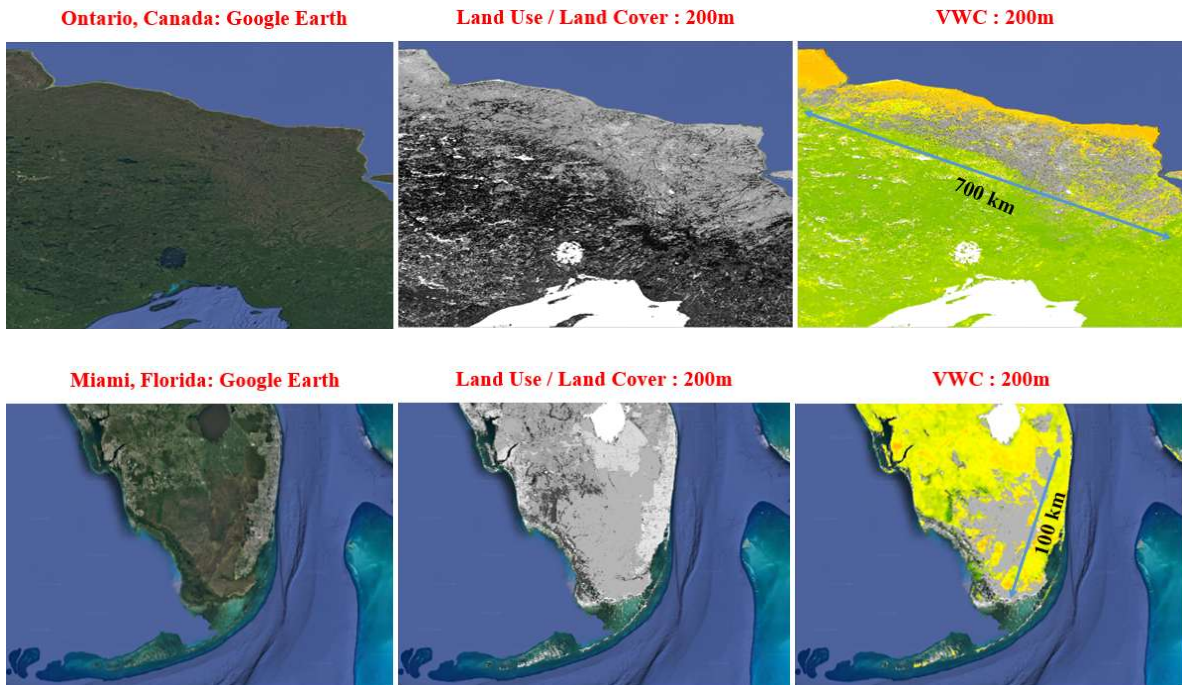 Ontario, Canada: Google Earth
Land Use / Land Cover : 200m
VWC: 200m
700 km
Miami, Florida: Google Earth
Land Use / Land Cover : 200m
VWC : 200m
100 km